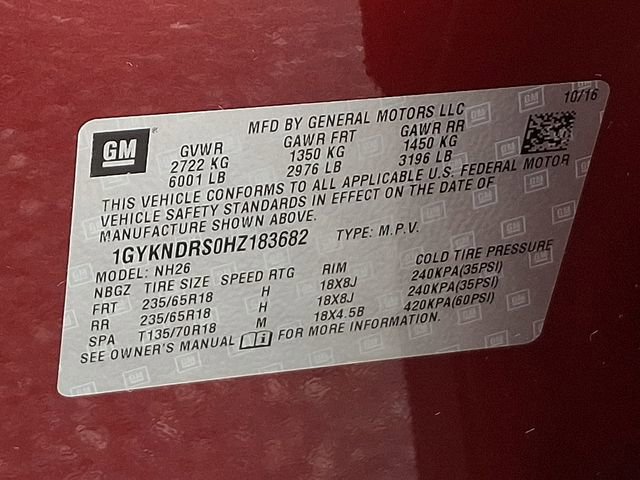 GM
10/16
MFD BY GENERAL MOTORS LLC
GVWR GAWR FRT GAWR RR
2722 KG 1350 KG 1450 KG
6001 LB 2976 LB 3196 LB
THIS VEHICLE CONFORMS TO ALL APPLICABLE U.S. FEDERAL MOTOR
VEHICLE SAFETY STANDARDS IN EFFECT ON THE DATE OF
MANUFACTURE SHOWN ABOVE.
1GYKNDRS0HZ183682 TYPE: M.P.V.
MODEL: NH26
NBGZ TIRE SIZE SPEED RTG RIM COLD TIRE PRESSURE
FRT 235/65R18 H 18X8J 240KPA(35PSI)
RR 235/65R18 H 18X8J 240KPA(35PSI)
SPA T135/70R18 M 18X4.5B 420KPA(60PSI)
SEE OWNER'S MANUAL FOR MORE INFORMATION.